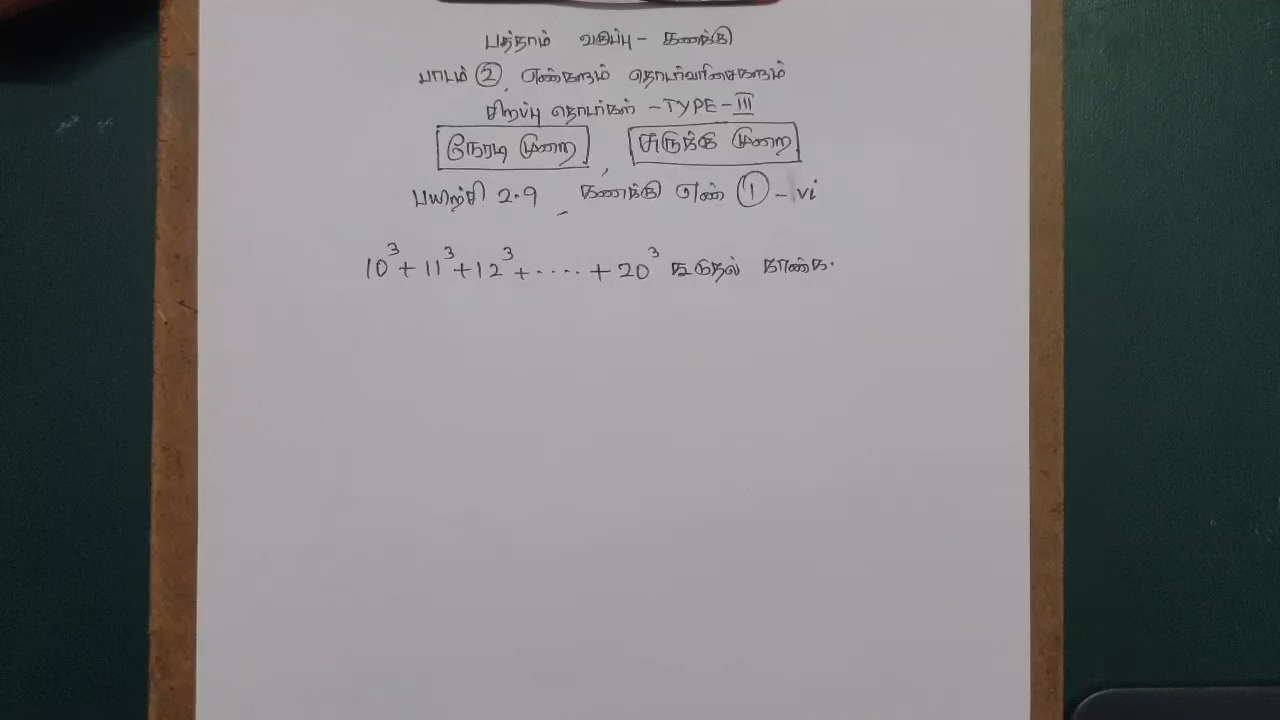 பத்தாம் வகுப்பு - கணக்கு
பாடம் ② , எண்களும் தொடர்வரிசைகளும்
சிறப்பு தொடர்கள் - TYPE - III
நேரடி முறை , சுருக்க முறை
பயிற்சி 2.9 , கணக்கு எண் ① - vi
10³ + 11³ + 12³ + ..... + 20³ கூடுதல் காண்க.